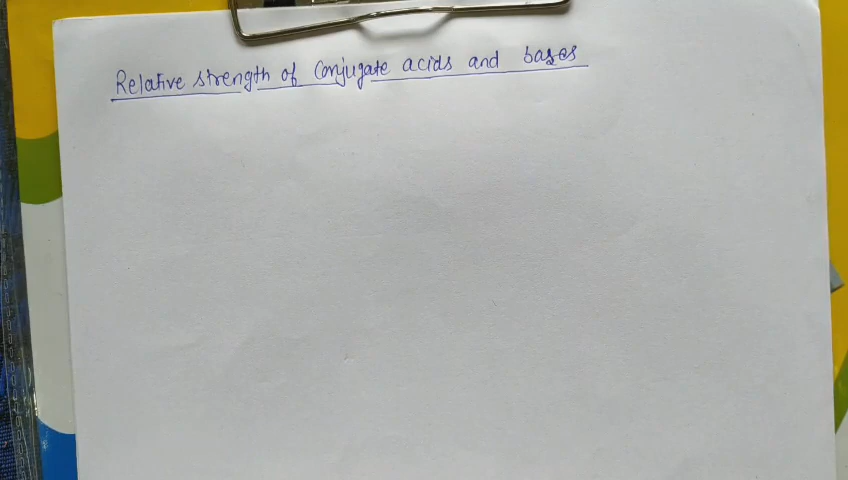 Relative strength of Conjugate acids and bases